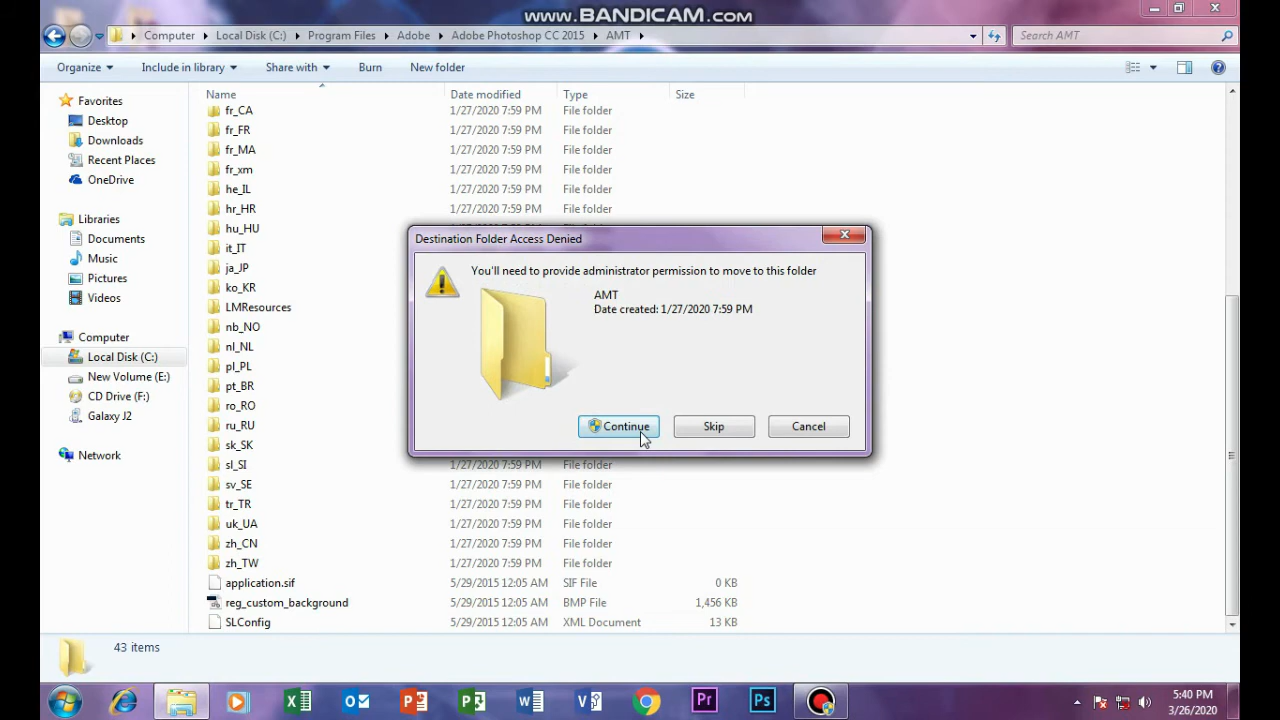 www.BANDICAM.com
Computer Local Disk (C:) Program Files Adobe Adobe Photoshop CC 2015 AMT
Search AMT
Organize Include in library Share with Burn New folder
Name Date modified Type Size
Favorites
Desktop
Downloads
Recent Places
OneDrive
Libraries
Documents
Music
Pictures
Videos
Computer
Local Disk (C:)
New Volume (E:)
CD Drive (F:)
Galaxy J2
Network
fr_CA 1/27/2020 7:59 PM File folder
fr_FR 1/27/2020 7:59 PM File folder
fr_MA 1/27/2020 7:59 PM File folder
fr_xm 1/27/2020 7:59 PM File folder
he_IL 1/27/2020 7:59 PM File folder
hr_HR 1/27/2020 7:59 PM File folder
hu_HU
it_IT
ja_JP
ko_KR
LMResources
nb_NO
nl_NL
pl_PL
pt_BR
ro_RO
ru_RU
sk_SK
sl_SI 1/27/2020 7:59 PM File folder
sv_SE 1/27/2020 7:59 PM File folder
tr_TR 1/27/2020 7:59 PM File folder
uk_UA 1/27/2020 7:59 PM File folder
zh_CN 1/27/2020 7:59 PM File folder
zh_TW 1/27/2020 7:59 PM File folder
application.sif 5/29/2015 12:05 AM SIF File 0 KB
reg_custom_background 5/29/2015 12:05 AM BMP File 1,456 KB
SLConfig 5/29/2015 12:05 AM XML Document 13 KB
Destination Folder Access Denied
You'll need to provide administrator permission to move to this folder
AMT
Date created: 1/27/2020 7:59 PM
Continue Skip Cancel
43 items
Pr Ps
5:40 PM
3/26/2020